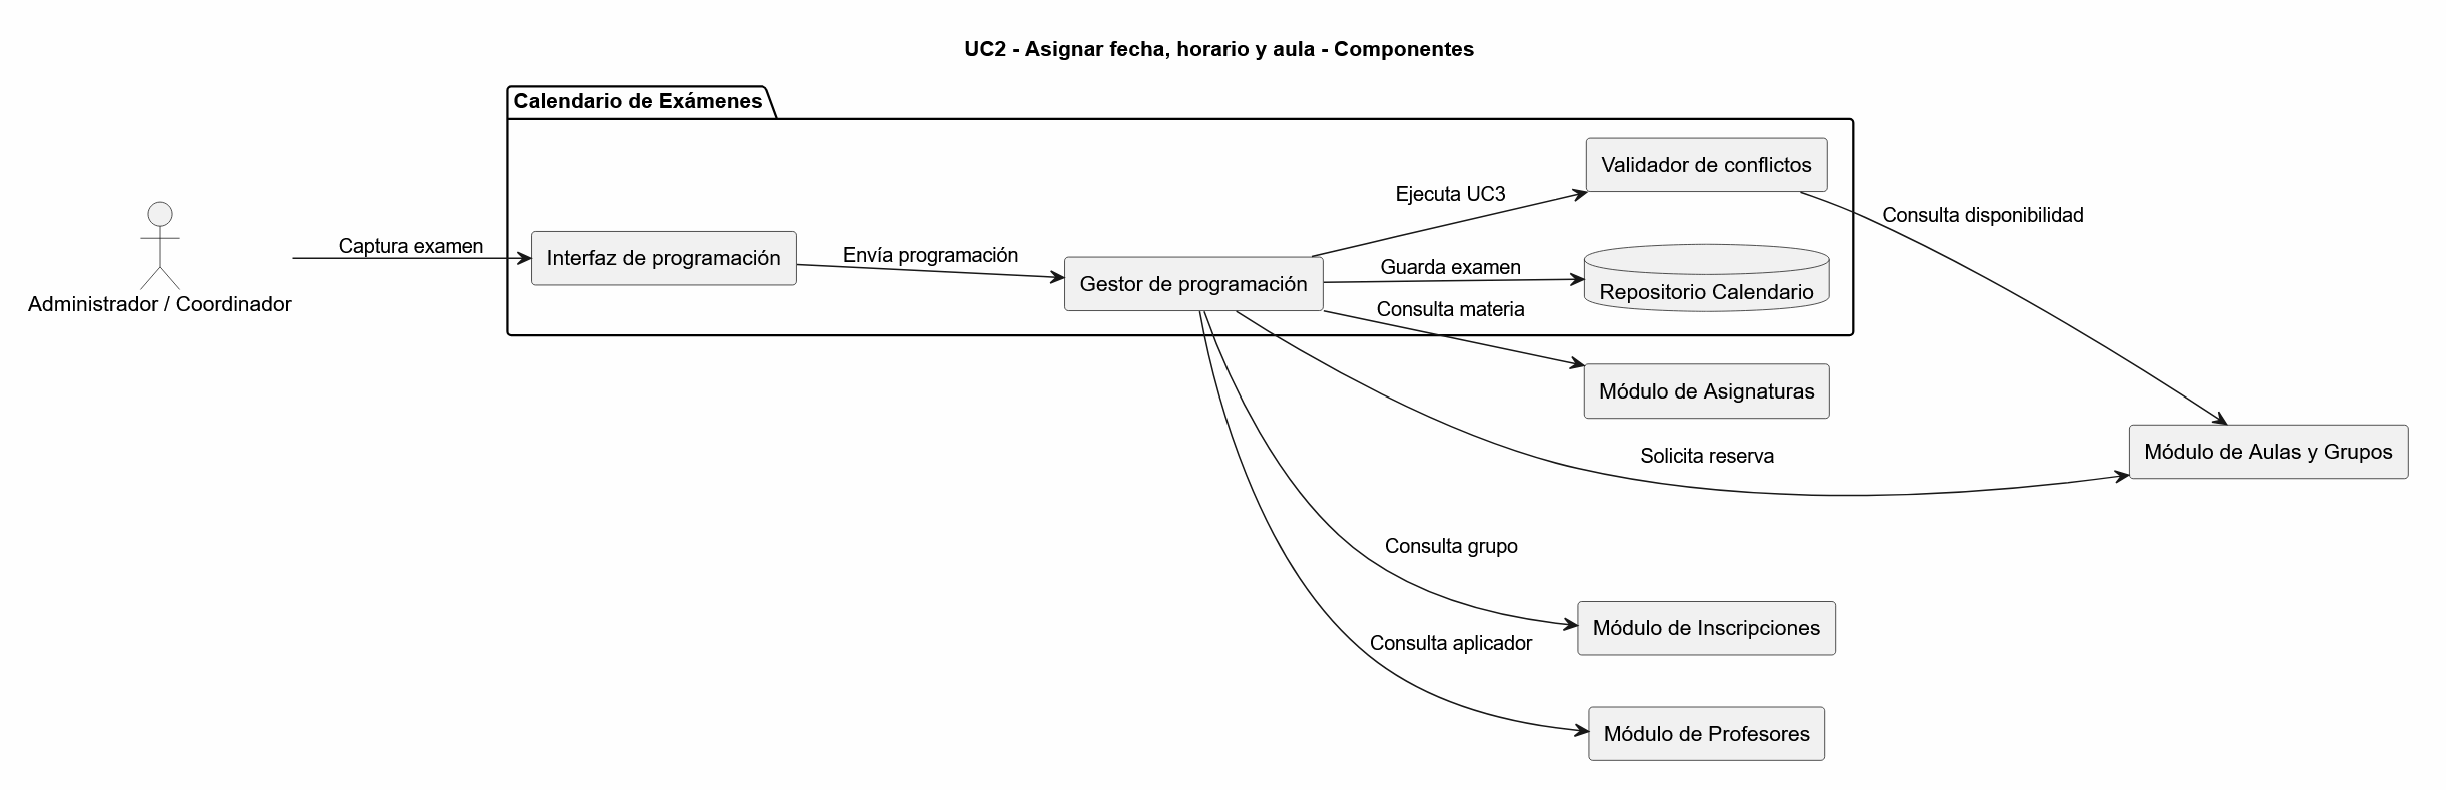 UC2 - Asignar fecha, horario y aula - Componentes
Calendario de Exámenes
Validador de conflictos
Ejecuta UC3
Consulta disponibilidad
Captura examen
Interfaz de programación
Envía programación
Guarda examen
Gestor de programación
Repositorio Calendario
Administrador / Coordinador
Consulta materia
Módulo de Asignaturas
Solicita reserva
Módulo de Aulas y Grupos
Consulta grupo
Módulo de Inscripciones
Consulta aplicador
Módulo de Profesores